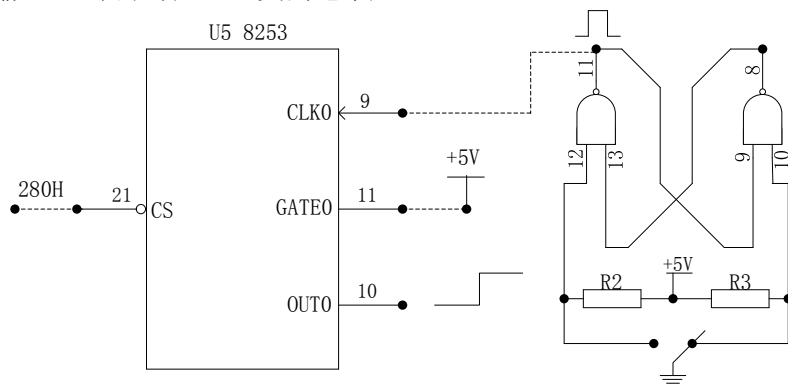 U5 8253
CLK0
9
280H
21
CS
GATE0
11
+5V
OUT0
10
11
8
12
13
9
10
+5V
R2
R3